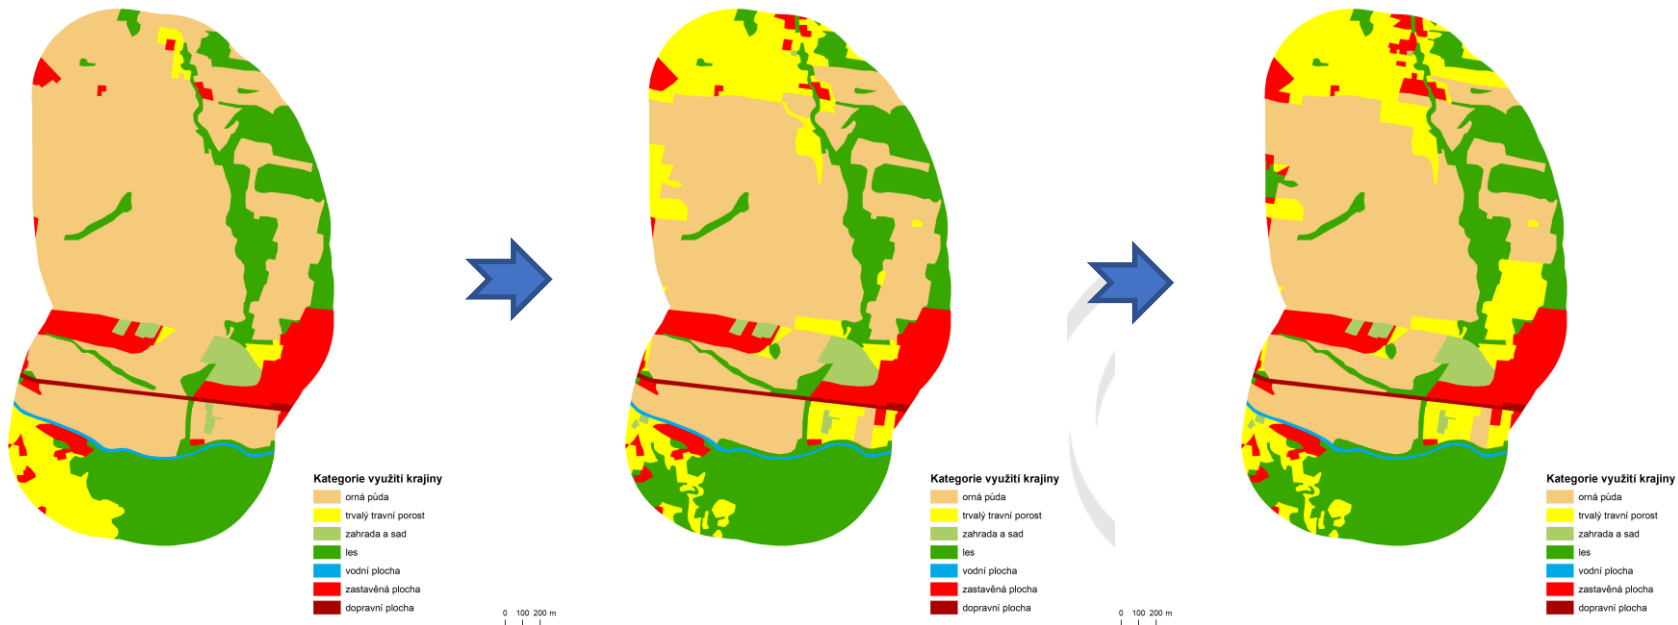 Kategorie využití krajiny
orná půda
trvalý travní porost
zahrada a sad
les
vodní plocha
zastavěná plocha
dopravní plocha
0 100 200 m
Kategorie využití krajiny
orná půda
trvalý travní porost
zahrada a sad
les
vodní plocha
zastavěná plocha
dopravní plocha
0 100 200 m
Kategorie využití krajiny
orná půda
trvalý travní porost
zahrada a sad
les
vodní plocha
zastavěná plocha
dopravní plocha